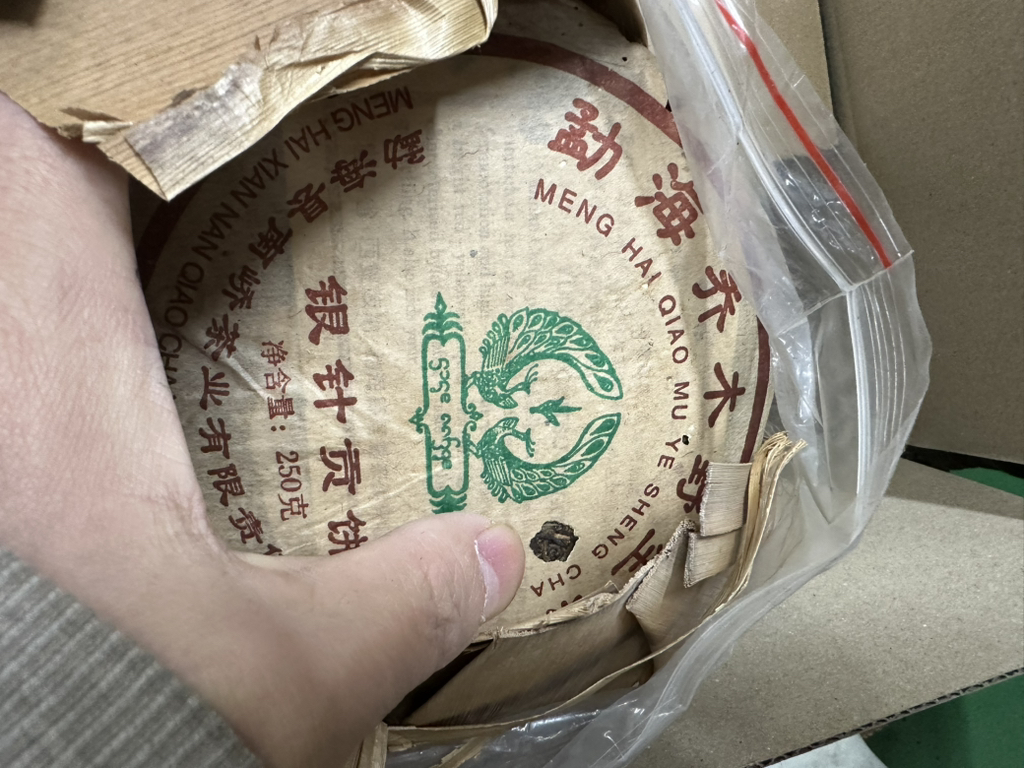 勐海乔木野生
MENG HAI QIAO MU YE SHENG CHA
银针贡饼
净含量：250克
勐海县南峤茶业有限责
MENG HAI XIAN NAN QIAO CHA